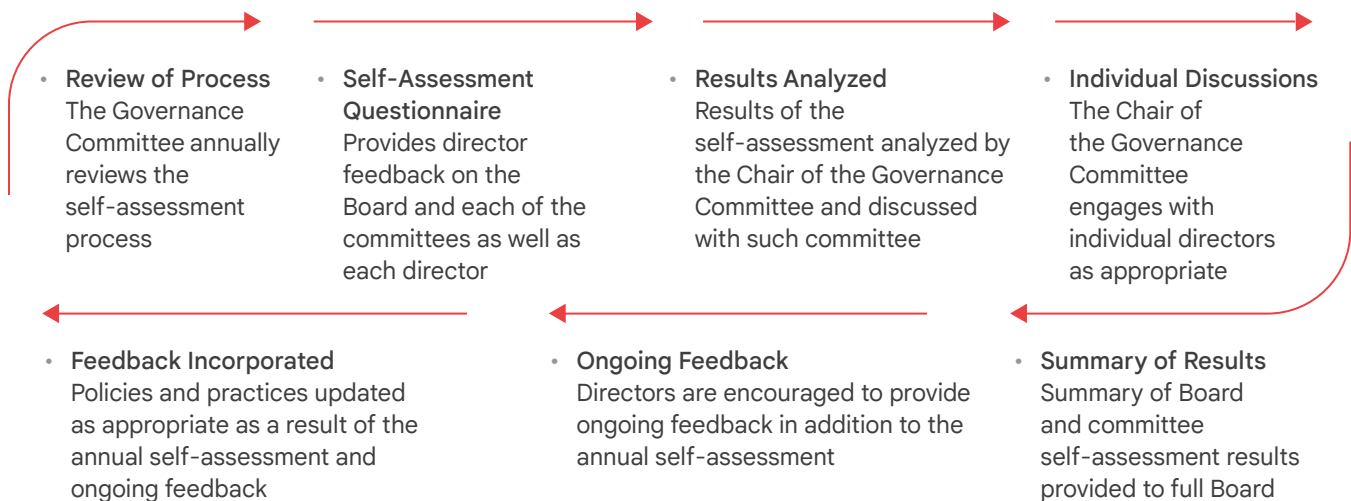 • Review of Process
The Governance
Committee annually
reviews the
self-assessment
process
• Self-Assessment
Questionnaire
Provides director
feedback on the
Board and each of the
committees as well as
each director
• Results Analyzed
Results of the
self-assessment analyzed by
the Chair of the Governance
Committee and discussed
with such committee
• Individual Discussions
The Chair of
the Governance
Committee
engages with
individual directors
as appropriate
• Summary of Results
Summary of Board
and committee
self-assessment results
provided to full Board
• Ongoing Feedback
Directors are encouraged to provide
ongoing feedback in addition to the
annual self-assessment
• Feedback Incorporated
Policies and practices updated
as appropriate as a result of the
annual self-assessment and
ongoing feedback